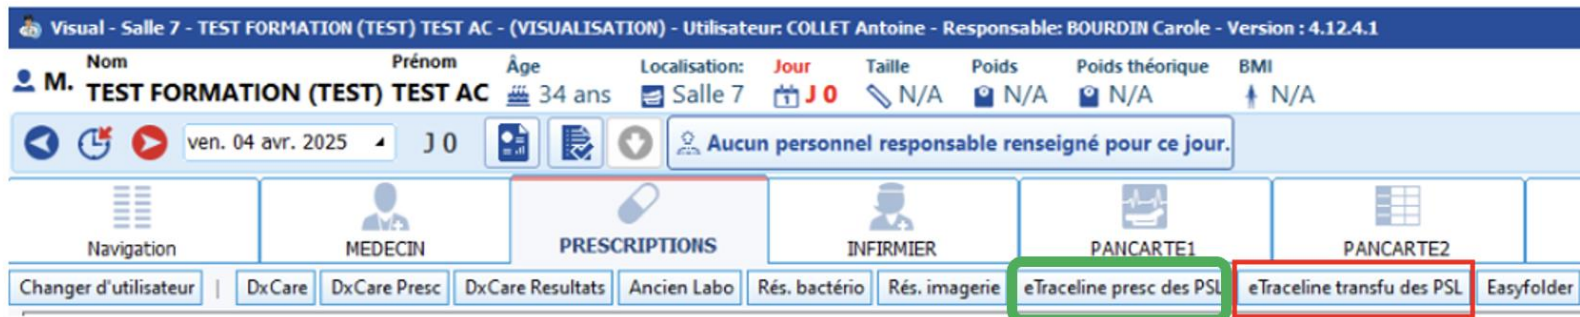 Visual - Salle 7 - TEST FORMATION (TEST) TEST AC - (VISUALISATION) - Utilisateur: COLLET Antoine - Responsable: BOURDIN Carole - Version : 4.12.4.1
Nom Prénom Âge Localisation: Jour Taille Poids Poids théorique BMI
M. TEST FORMATION (TEST) TEST AC 34 ans Salle 7 J 0 N/A N/A N/A N/A
ven. 04 avr. 2025 J 0 Aucun personnel responsable renseigné pour ce jour.
Navigation MEDECIN PRESCRIPTIONS INFIRMIER PANCARTE1 PANCARTE2
Changer d'utilisateur | DxCare DxCare Presc DxCare Resultats Ancien Labo Rés. bactério Rés. imagerie eTraceline presc des PSL eTraceline transfu des PSL Easyfolder